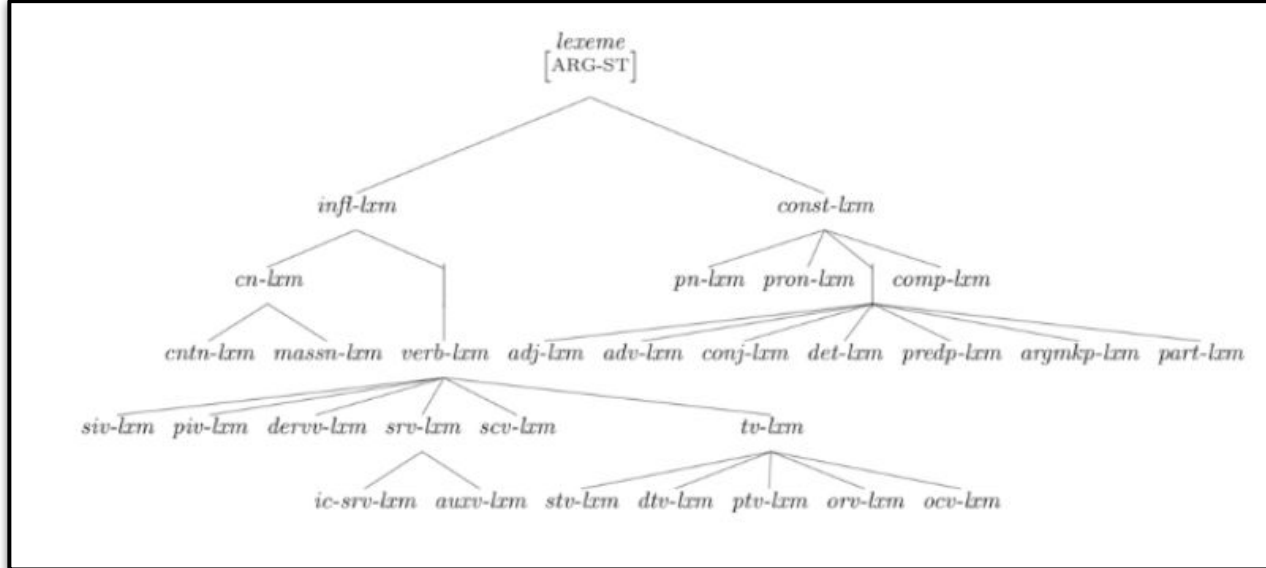 lexeme
[ARG-ST]
infl-lxm const-lxm
cn-lxm pn-lxm pron-lxm comp-lxm
cntn-lxm massn-lxm verb-lxm adj-lxm adv-lxm conj-lxm det-lxm predp-lxm argmkp-lxm part-lxm
siv-lxm piv-lxm dervv-lxm srv-lxm scv-lxm tv-lxm
ic-srv-lxm auxv-lxm stv-lxm dtv-lxm ptv-lxm orv-lxm ocv-lxm